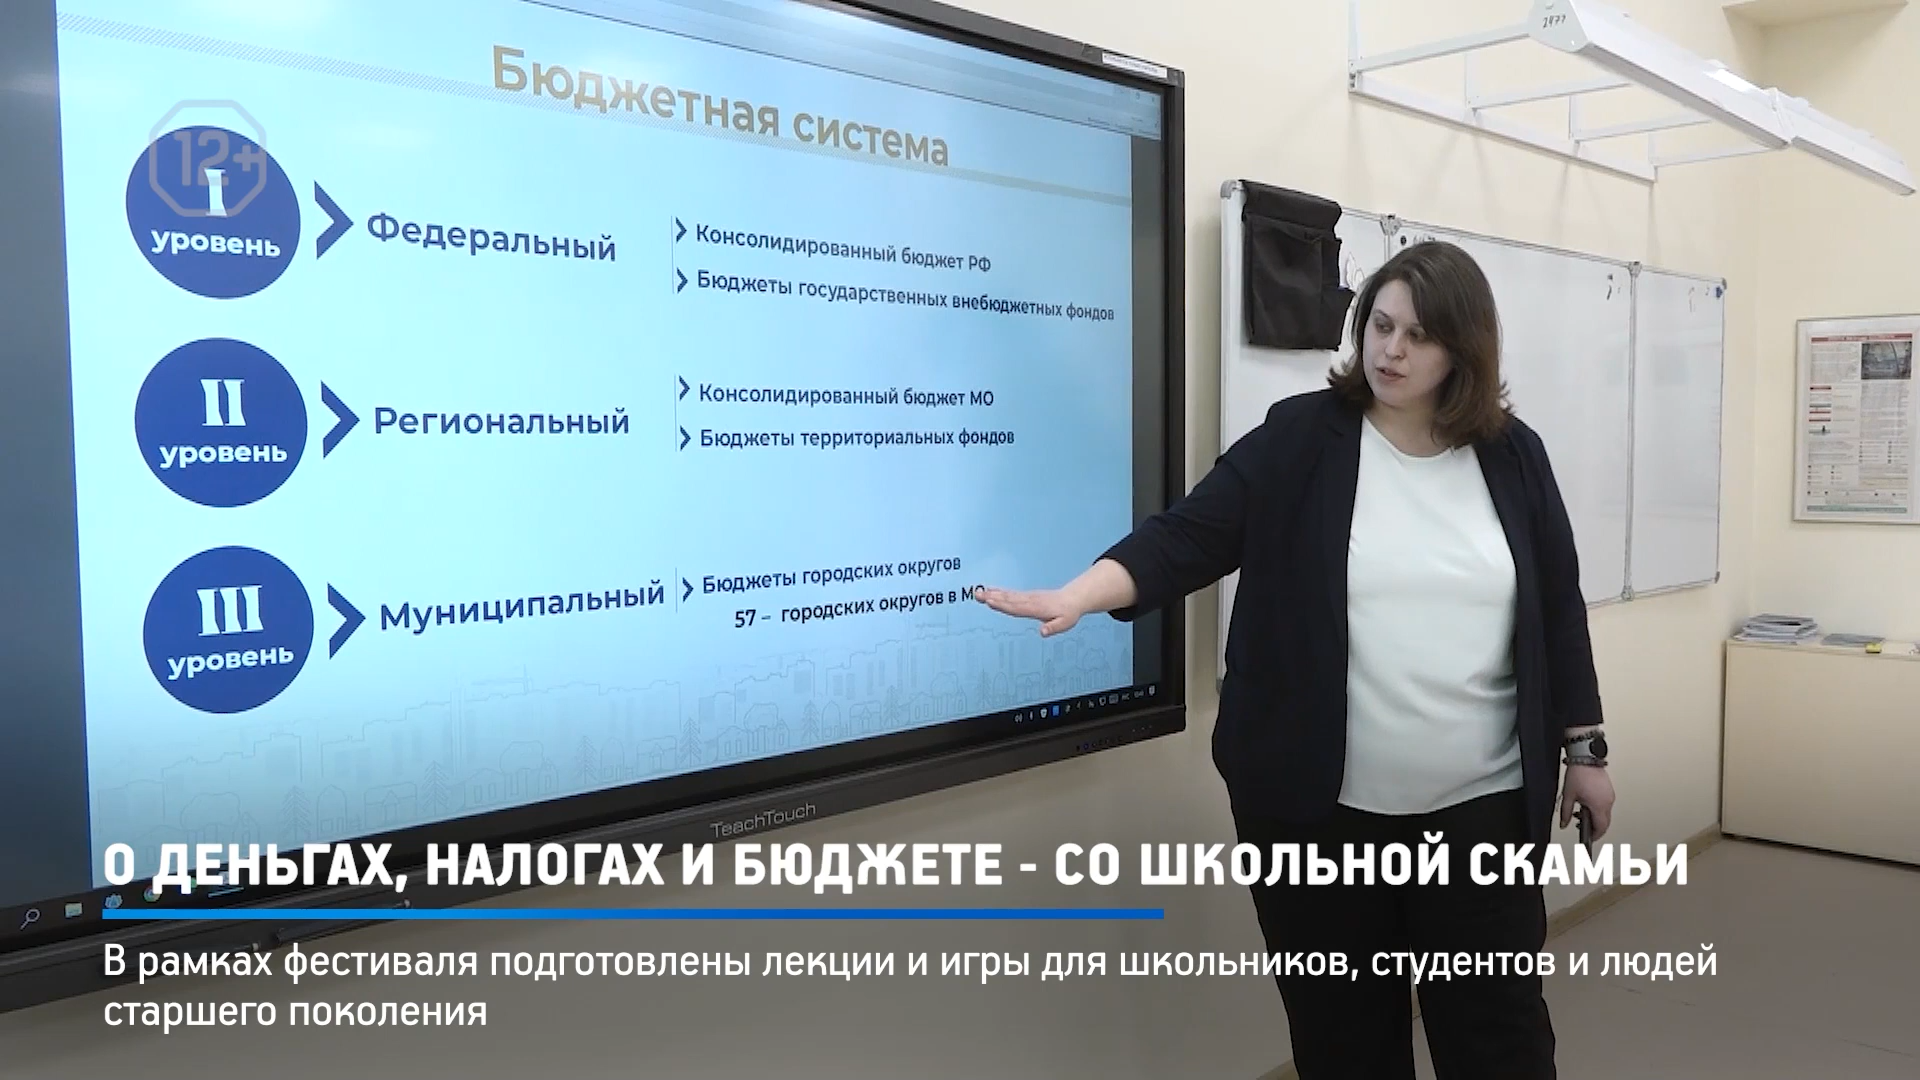 Бюджетная система
12+
I
уровень
Федеральный
Консолидированный бюджет РФ
Бюджеты государственных внебюджетных фондов
II
уровень
Региональный
Консолидированный бюджет МО
Бюджеты территориальных фондов
III
уровень
Муниципальный
Бюджеты городских округов
57 – городских округов в МО
2477
TeachTouch
О ДЕНЬГАХ, НАЛОГАХ И БЮДЖЕТЕ - СО ШКОЛЬНОЙ СКАМЬИ
В рамках фестиваля подготовлены лекции и игры для школьников, студентов и людей
старшего поколения